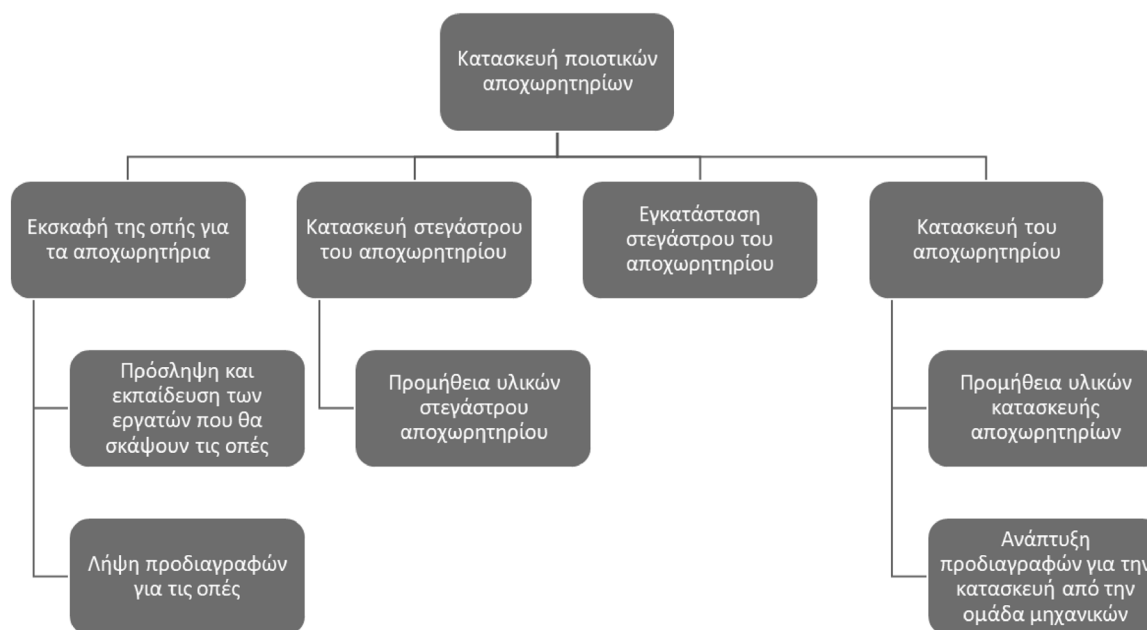 Κατασκευή ποιοτικών
αποχωρητηρίων
Εκσκαφή της οπής για
τα αποχωρητήρια
Κατασκευή στεγάστρου
του αποχωρητηρίου
Εγκατάσταση
στεγάστρου του
αποχωρητηρίου
Κατασκευή του
αποχωρητηρίου
Πρόσληψη και
εκπαίδευση των
εργατών που θα
σκάψουν τις οπές
Προμήθεια υλικών
στεγάστρου
αποχωρητηρίου
Προμήθεια υλικών
κατασκευής
αποχωρητηρίων
Λήψη προδιαγραφών
για τις οπές
Ανάπτυξη
προδιαγραφών για την
κατασκευή από την
ομάδα μηχανικών